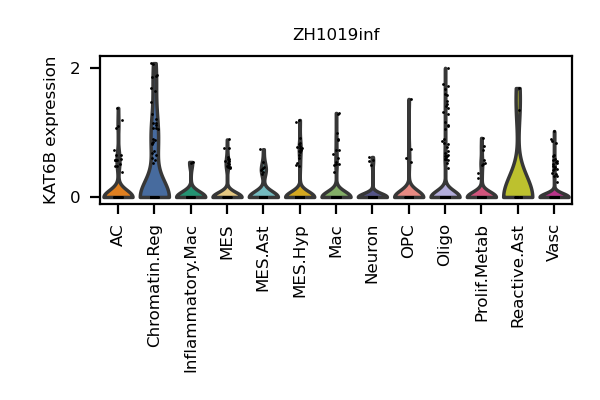 ZH1019inf
KAT6B expression
2
0
AC
Chromatin.Reg
Inflammatory.Mac
MES
MES.Ast
MES.Hyp
Mac
Neuron
OPC
Oligo
Prolif.Metab
Reactive.Ast
Vasc